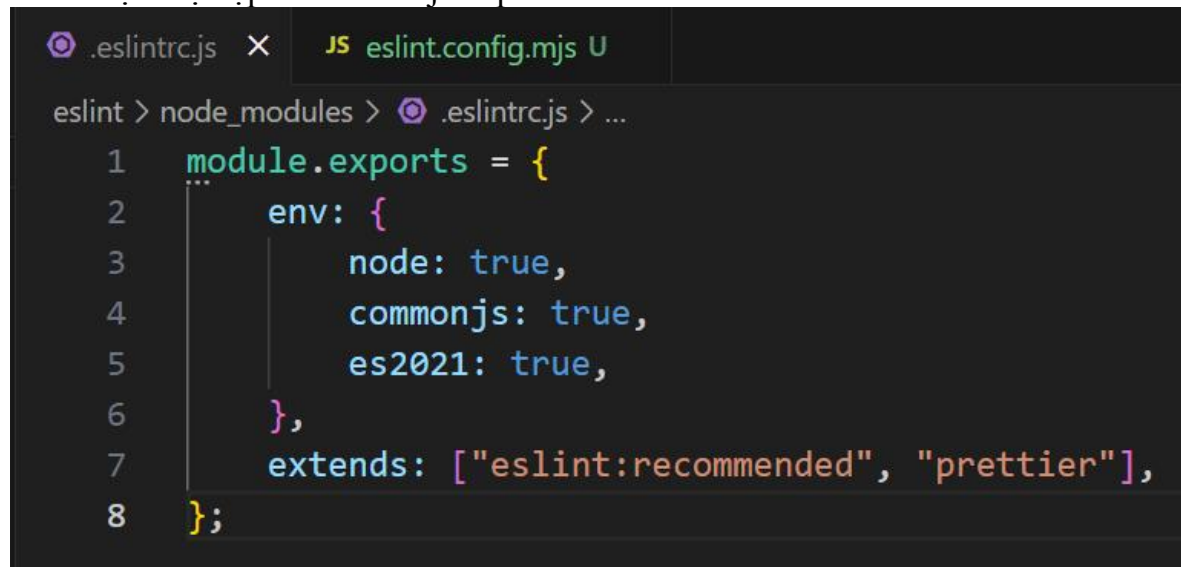 .eslintrc.js × JS eslint.config.mjs U
eslint > node_modules > .eslintrc.js > ...
1 module.exports = {
2 env: {
3 node: true,
4 commonjs: true,
5 es2021: true,
6 },
7 extends: ["eslint:recommended", "prettier"],
8 };